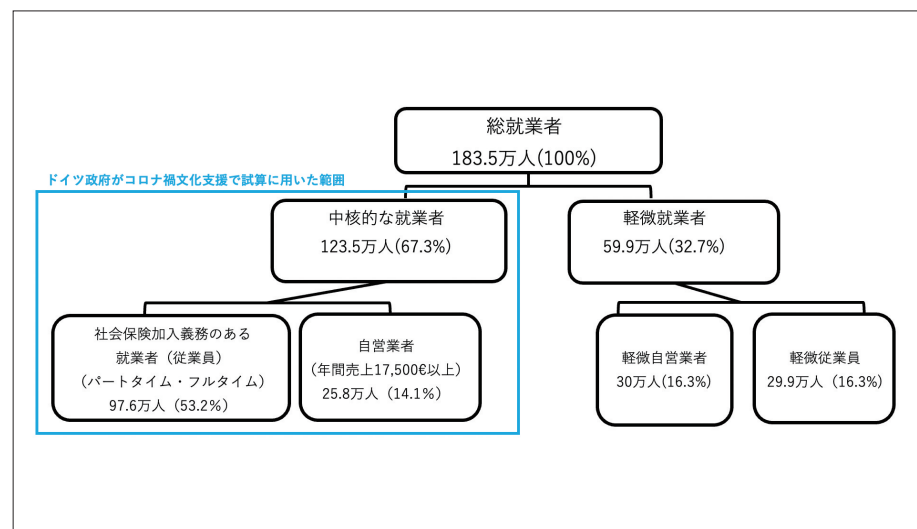 総就業者
183.5万人(100%)
ドイツ政府がコロナ禍文化支援で試算に用いた範囲
中核的な就業者
123.5万人(67.3%)
軽微就業者
59.9万人(32.7%)
社会保険加入義務のある
就業者（従業員）
（パートタイム・フルタイム）
97.6万人（53.2％）
自営業者
(年間売上17,500€以上)
25.8万人（14.1％）
軽微自営業者
30万人(16.3%)
軽微従業員
29.9万人（16.3%）